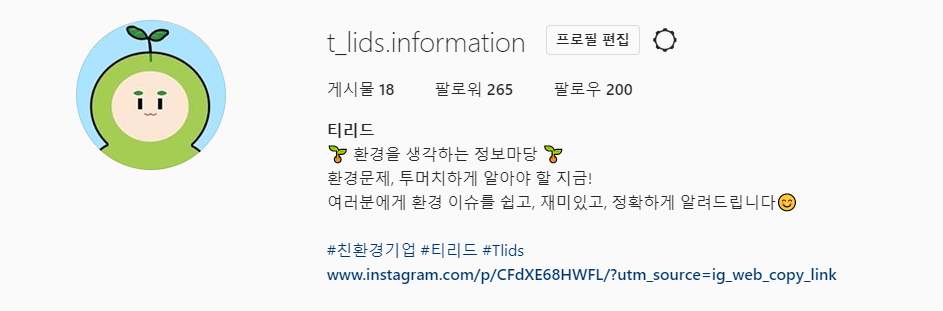 t_lids.information 프로필 편집
게시물 18 팔로워 265 팔로우 200
티리드
🌱 환경을 생각하는 정보마당 🌱
환경문제, 투머치하게 알아야 할 지금!
여러분에게 환경 이슈를 쉽고, 재미있고, 정확하게 알려드립니다😊
#친환경기업 #티리드 #Tlids
www.instagram.com/p/CFdXE68HWFL/?utm_source=ig_web_copy_link